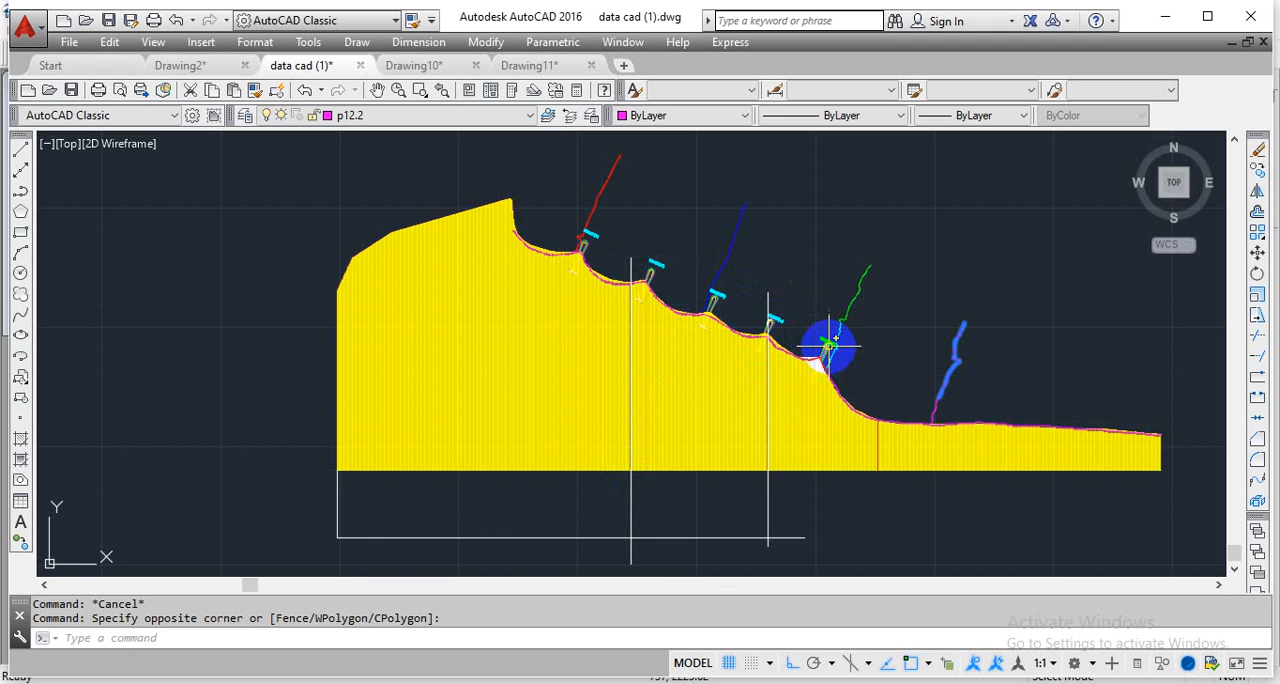 AutoCAD Classic
Autodesk AutoCAD 2016 data cad (1).dwg
Type a keyword or phrase
Sign In
File Edit View Insert Format Tools Draw Dimension Modify Parametric Window Help Express
Start Drawing2* data cad (1)* Drawing10* Drawing11*
AutoCAD Classic p12.2 ByLayer ByLayer ByLayer ByColor
[−][Top][2D Wireframe]
N
W TOP E
S
WCS
Y
X
Command: *Cancel*
Command: Specify opposite corner or [Fence/WPolygon/CPolygon]:
Type a command
Activate Windows
Go to Settings to activate Windows.
MODEL 1:1